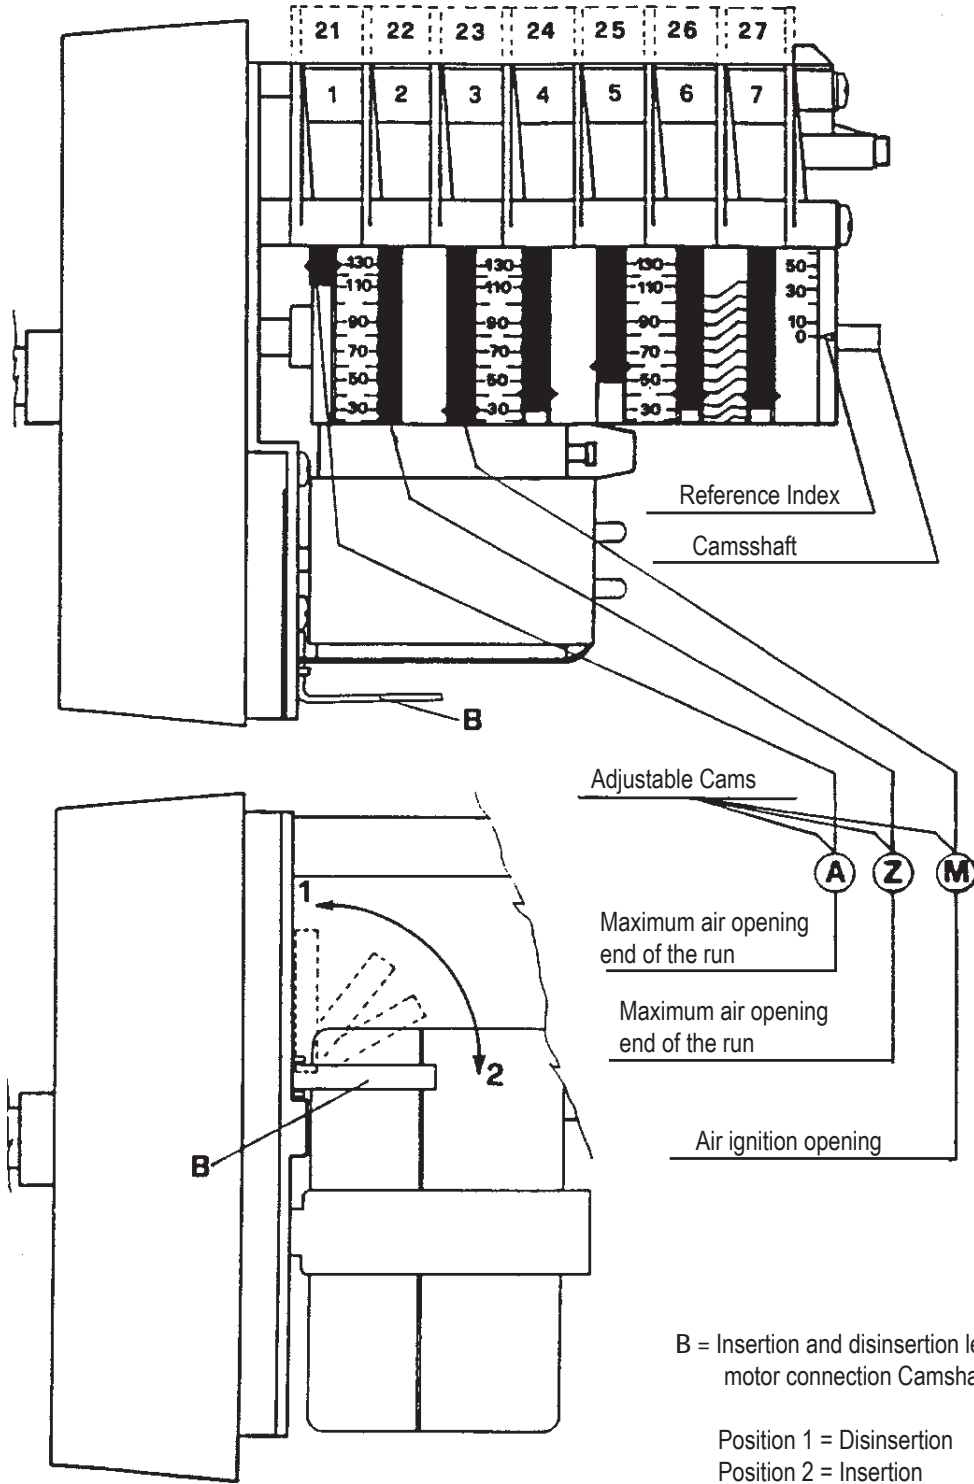 21 22 23 24 25 26 27
1 2 3 4 5 6 7
130 130 130 50
110 110 110 30
90 90 90 10
0
70 70 70
50 50 50
30 30 30
Reference Index
Camsshaft
B
Adjustable Cams
A Z M
1
Maximum air opening
end of the run
Maximum air opening
end of the run
2
Air ignition opening
B
B = Insertion and disinsertion
motor connection
Position 1 = Disinsertion
Position 2 = Insertion